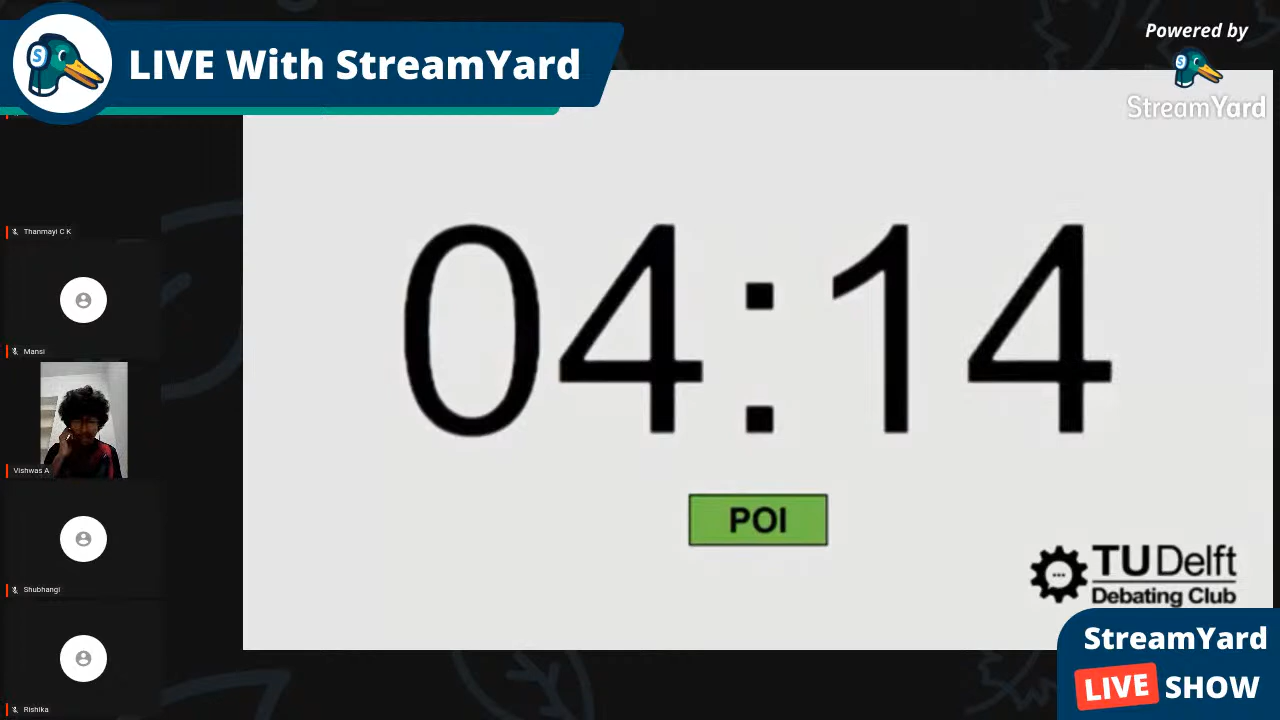 LIVE With StreamYard
Powered by
StreamYard
Thanmayi C K
Mansi
Vishwas A
Shubhangi
Rishika
04:14
POI
TU Delft
Debating Club
StreamYard
LIVE SHOW